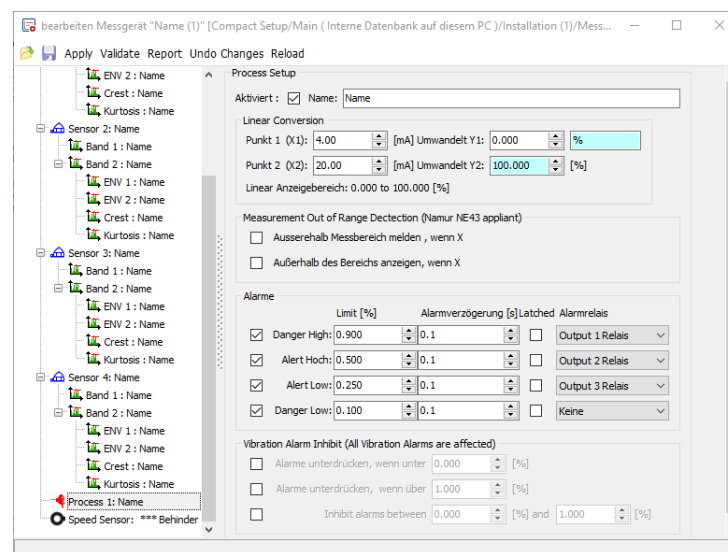 bearbeiten Messgerät "Name (1)" [Compact Setup/Main ( Interne Datenbank auf diesem PC )/Installation (1)/Mess...
Apply Validate Report Undo Changes Reload
ENV 2 : Name
Crest : Name
Kurtosis : Name
Sensor 2: Name
Band 1 : Name
Band 2 : Name
ENV 1 : Name
ENV 2 : Name
Crest : Name
Kurtosis : Name
Sensor 3: Name
Band 1 : Name
Band 2 : Name
ENV 1 : Name
ENV 2 : Name
Crest : Name
Kurtosis : Name
Sensor 4: Name
Band 1 : Name
Band 2 : Name
ENV 1 : Name
ENV 2 : Name
Crest : Name
Kurtosis : Name
Process 1: Name
Speed Sensor: *** Behinder
Process Setup
Aktiviert : Name: Name
Linear Conversion
Punkt 1 (X1): 4.00 [mA] Umwandelt Y1: 0.000 %
Punkt 2 (X2): 20.00 [mA] Umwandelt Y2: 100.000 [%]
Linear Anzeigebereich: 0.000 to 100.000 [%]
Measurement Out of Range Dectection (Namur NE43 appliant)
Ausserehalb Messbereich melden , wenn X
Außerhalb des Bereichs anzeigen, wenn X
Alarme
Limit [%] Alarmverzögerung [s] Latched Alarmrelais
Danger High: 0.900 0.1 Output 1 Relais
Alert Hoch: 0.500 0.1 Output 2 Relais
Alert Low: 0.250 0.1 Output 3 Relais
Danger Low: 0.100 0.1 Keine
Vibration Alarm Inhibit (All Vibration Alarms are affected)
Alarme unterdrücken, wenn unter 0.000 [%]
Alarme unterdrücken, wenn über 1.000 [%]
Inhibit alarms between 0.000 [%] and 1.000 [%]